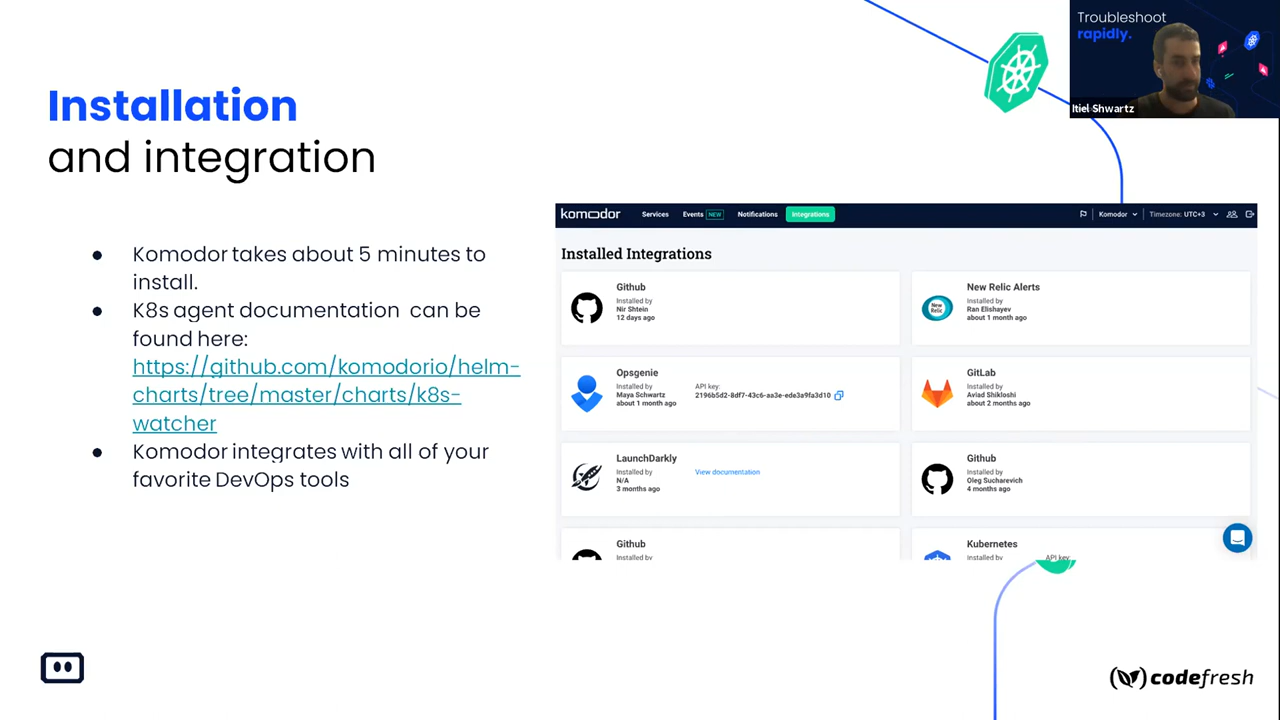 Troubleshoot
rapidly.
Itiel Shwartz
Installation
and integration
● Komodor takes about 5 minutes to
install.
● K8s agent documentation can be
found here:
https://github.com/komodorio/helm-
charts/tree/master/charts/k8s-
watcher
● Komodor integrates with all of your
favorite DevOps tools
komodor Services Events NEW Notifications Integrations Komodor Timezone: UTC+3
Installed Integrations
Github
Installed by
Nir Shtein
12 days ago
New Relic Alerts
New Relic
Installed by
Ran Elishayev
about 1 month ago
Opsgenie
Installed by
Maya Schwartz
about 1 month ago
API key:
2196b5d2-8df7-43c6-aa3e-ede3a9fa3d10
GitLab
Installed by
Aviad Shikloshi
about 2 months ago
LaunchDarkly
Installed by
N/A
3 months ago
View documentation
Github
Installed by
Oleg Sucharevich
4 months ago
Github
Installed by
Kubernetes
Installed by
API key:
codefresh